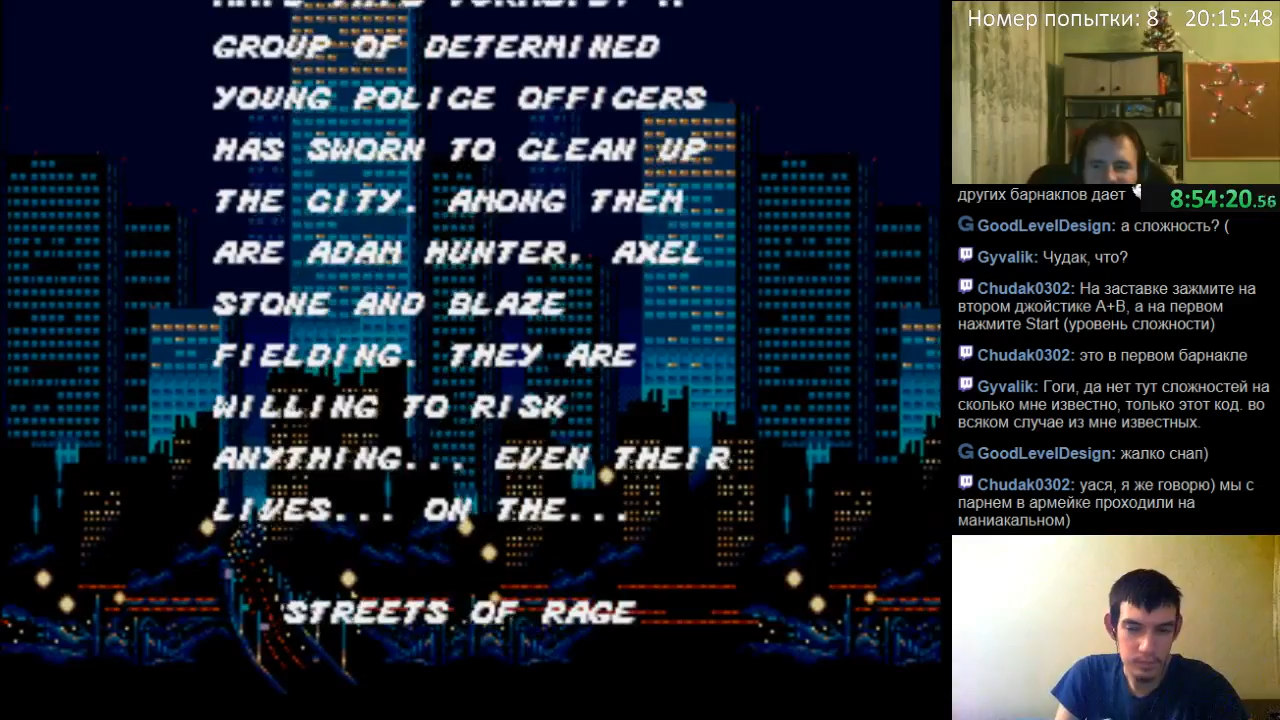 GROUP OF DETERMINED
YOUNG POLICE OFFICERS
HAS SWORN TO CLEAN UP
THE CITY. AMONG THEM
ARE ADAM HUNTER, AXEL
STONE AND BLAZE
FIELDING. THEY ARE
WILLING TO RISK
ANYTHING... EVEN THEIR
LIVES... ON THE...
STREETS OF RAGE
Номер попытки: 8 20:15:48
других барнаклов дает
8:54:20.56
GoodLevelDesign: а сложность? (
Gyvalik: Чудак, что?
Chudak0302: На заставке зажмите на
втором джойстике A+B, а на первом
нажмите Start (уровень сложности)
Chudak0302: это в первом барнакле
Gyvalik: Гоги, да нет тут сложностей на
сколько мне известно, только этот код. во
всяком случае из мне известных.
GoodLevelDesign: жалко снап)
Chudak0302: уася, я же говорю) мы с
парнем в армейке проходили на
маниакальном)